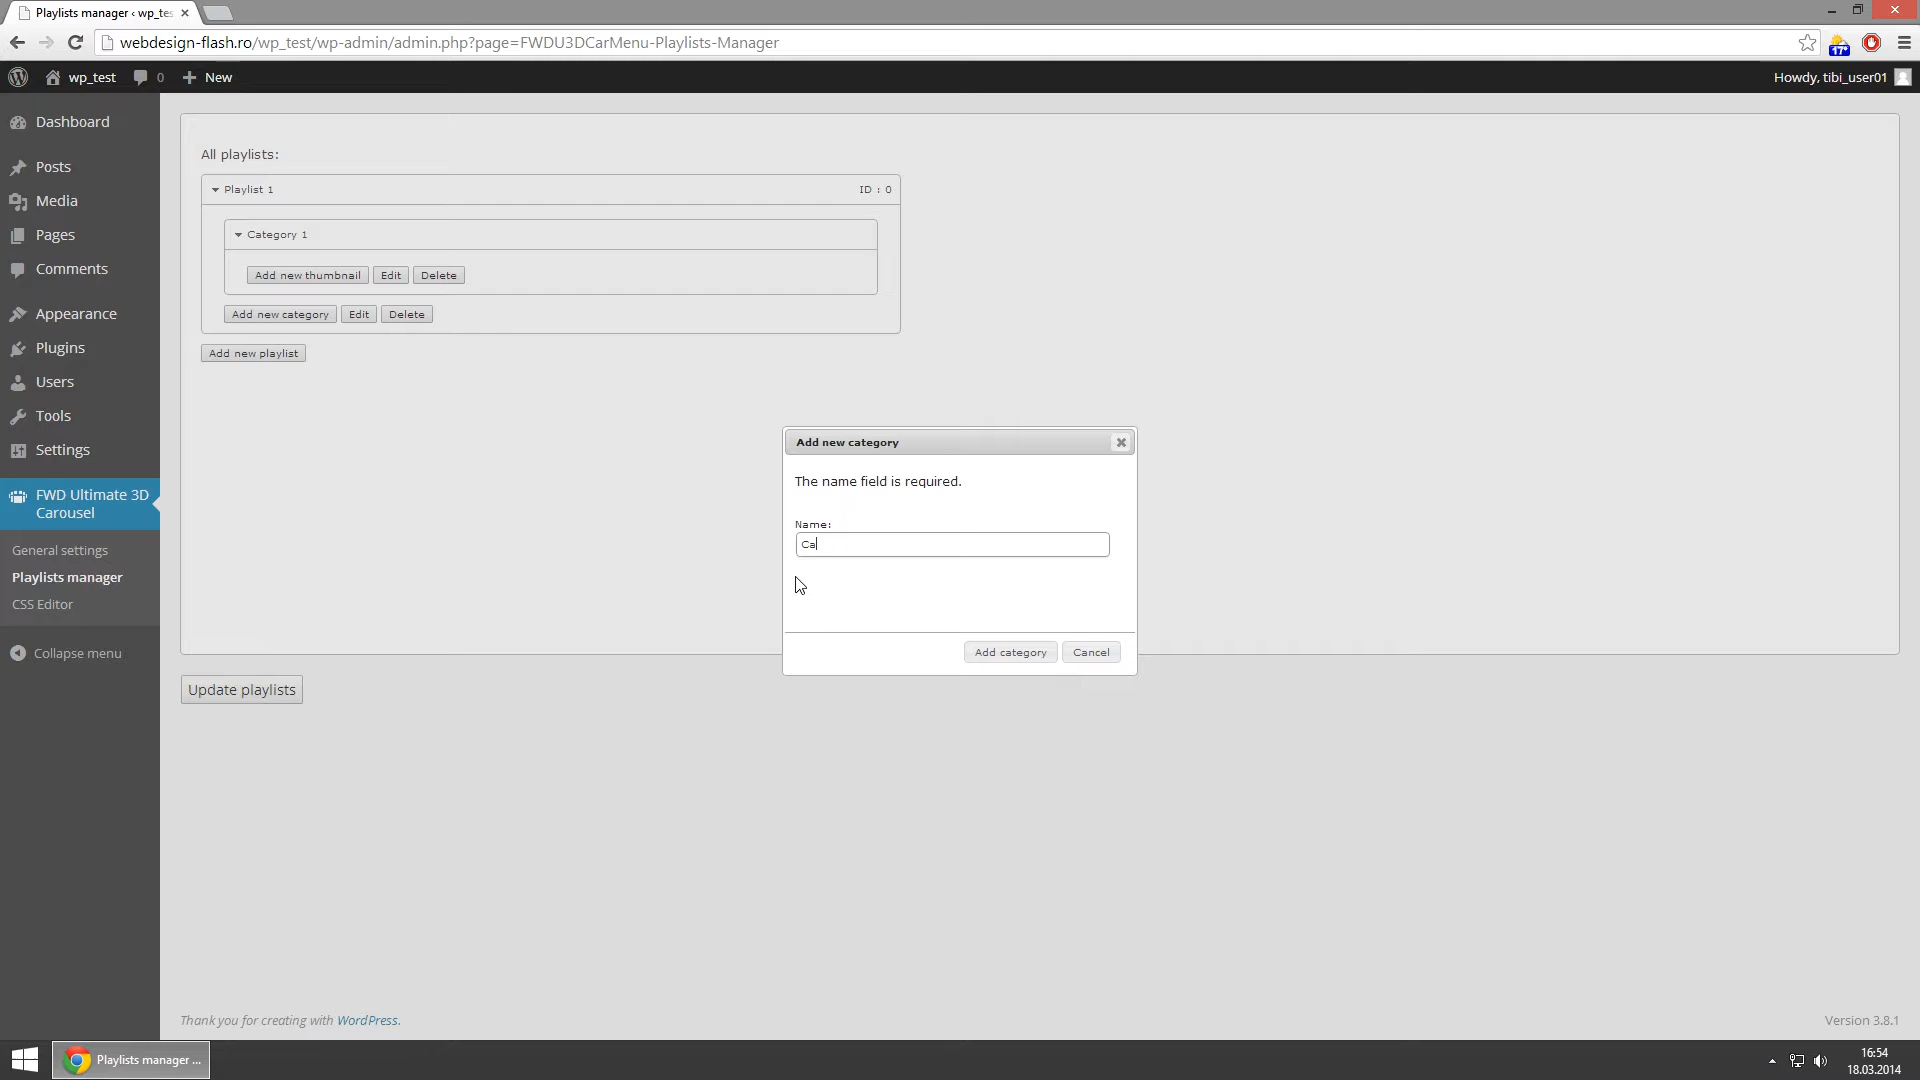 Playlists manager ‹ wp_tes
webdesign-flash.ro/wp_test/wp-admin/admin.php?page=FWDU3DCarMenu-Playlists-Manager
17°
wp_test 0 New
Howdy, tibi_user01
Dashboard
Posts
Media
Pages
Comments
Appearance
Plugins
Users
Tools
Settings
FWD Ultimate 3D
Carousel
General settings
Playlists manager
CSS Editor
Collapse menu
All playlists:
Playlist 1 ID : 0
Category 1
Add new thumbnail Edit Delete
Add new category Edit Delete
Add new playlist
Add new category
The name field is required.
Name:
Ca
Add category Cancel
Update playlists
Thank you for creating with WordPress.
Version 3.8.1
Playlists manager ...
16:54
18.03.2014